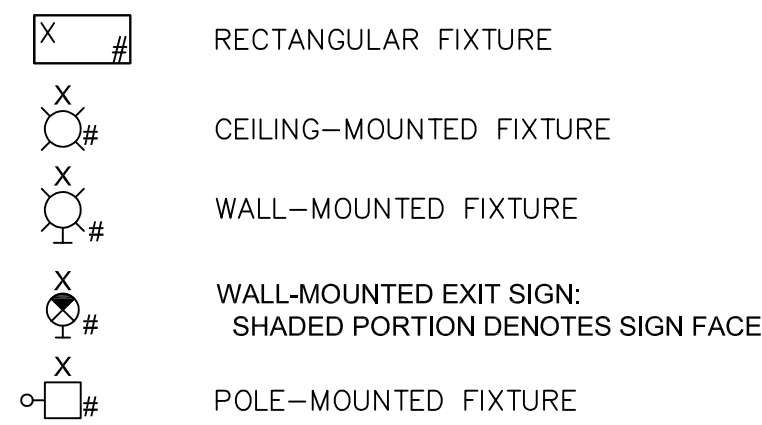 X # RECTANGULAR FIXTURE
X
# CEILING-MOUNTED FIXTURE
X
# WALL-MOUNTED FIXTURE
X
WALL-MOUNTED EXIT SIGN:
# SHADED PORTION DENOTES SIGN FACE
X
# POLE-MOUNTED FIXTURE